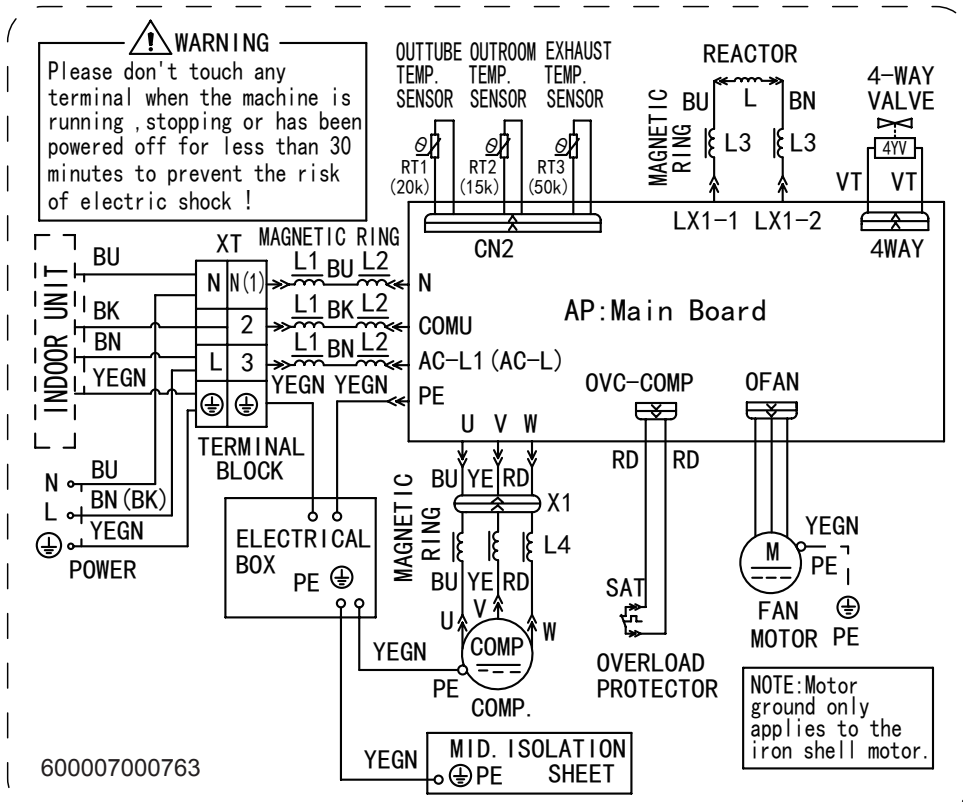 WARNING
Please don't touch any
terminal when the machine is
running ,stopping or has been
powered off for less than 30
minutes to prevent the risk
of electric shock !
OUTTUBE OUTROOM EXHAUST
TEMP. TEMP. TEMP.
SENSOR SENSOR SENSOR
θ θ θ
RT1 RT2 RT3
(20k) (15k) (50k)
CN2
REACTOR
BU L BN
MAGNETIC
RING
L3 L3
LX1-1 LX1-2
4-WAY
VALVE
4YV
VT VT
4WAY
AP:Main Board
INDOOR UNIT
BU
BK
BN
YEGN
XT
MAGNETIC RING
N N(1) L1 BU L2 N
2 L1 BK L2 COMU
L 3 L1 BN L2 AC-L1(AC-L)
YEGN YEGN PE
TERMINAL
BLOCK
N BU
L BN(BK)
YEGN
POWER
ELECTRICAL
BOX
PE
U V W
BU YE RD
X1
MAGNETIC
RING
L4
BU YE RD
U V W
COMP
YEGN
PE
COMP.
YEGN
MID. ISOLATION
PE SHEET
OVC-COMP
RD RD
SAT
OVERLOAD
PROTECTOR
OFAN
M
YEGN
PE
FAN
MOTOR
PE
NOTE:Motor
ground only
applies to the
iron shell motor.
600007000763